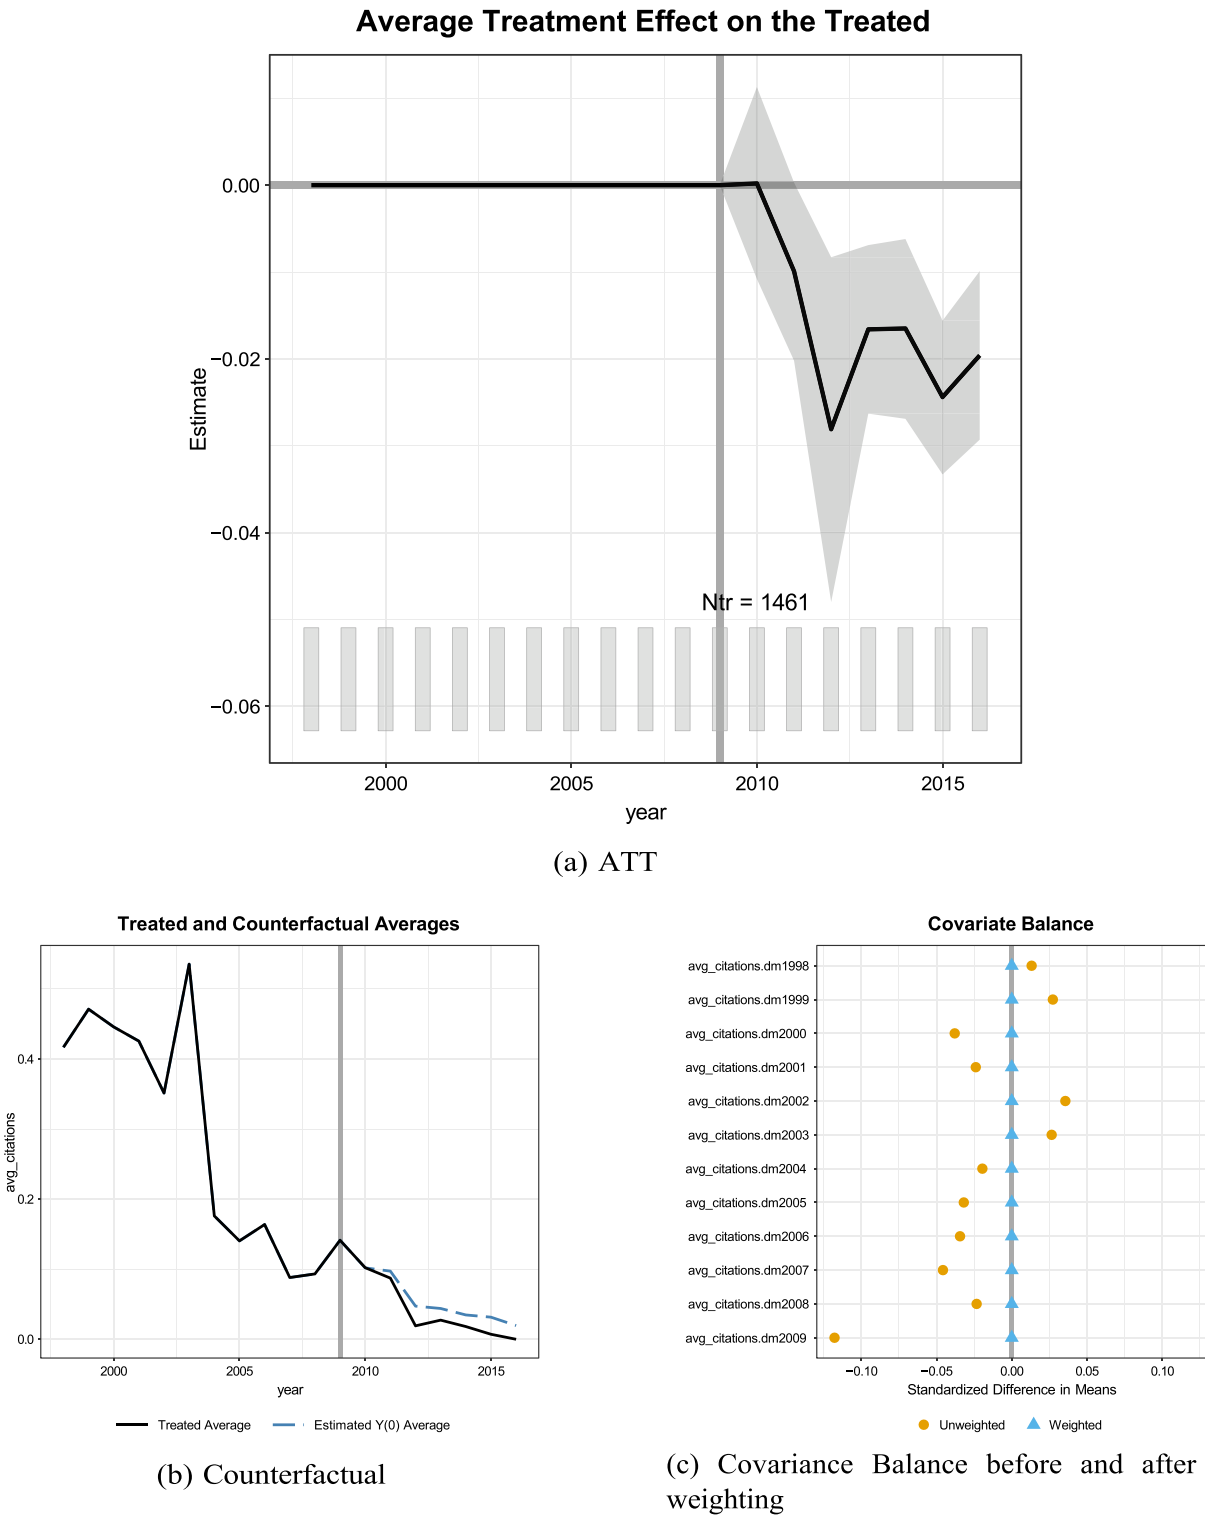 Average Treatment Effect on the Treated
0.00
−0.02
−0.04
−0.06
Estimate
Ntr = 1461
2000 2005 2010 2015
year
(a) ATT
Treated and Counterfactual Averages
0.4
0.2
0.0
avg_citations
2000 2005 2010 2015
year
Treated Average Estimated Y(0) Average
(b) Counterfactual
Covariate Balance
avg_citations.dm1998
avg_citations.dm1999
avg_citations.dm2000
avg_citations.dm2001
avg_citations.dm2002
avg_citations.dm2003
avg_citations.dm2004
avg_citations.dm2005
avg_citations.dm2006
avg_citations.dm2007
avg_citations.dm2008
avg_citations.dm2009
−0.10 −0.05 0.00 0.05 0.10
Standardized Difference in Means
Unweighted Weighted
(c) Covariance Balance before and after
weighting